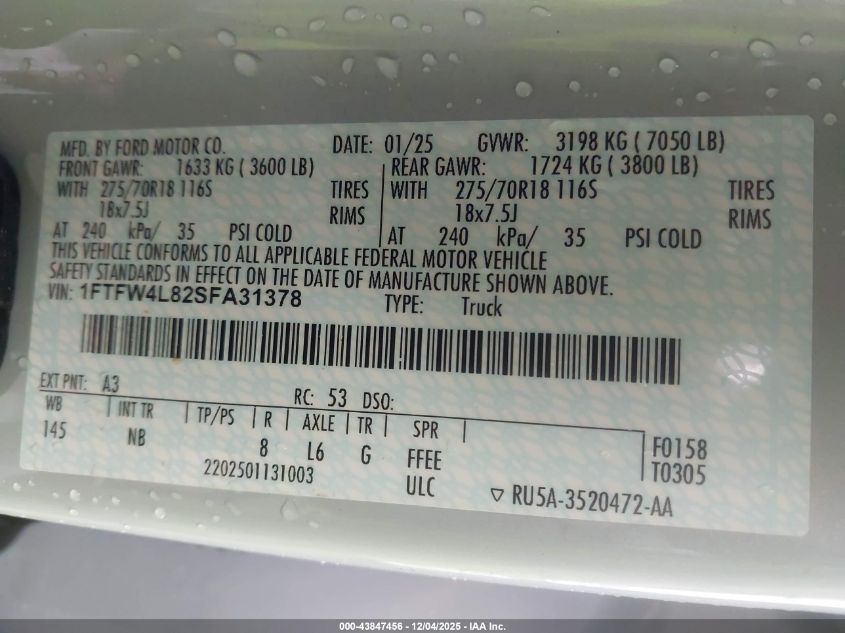 MFD. BY FORD MOTOR CO. DATE: 01/25 GVWR: 3198 KG ( 7050 LB)
FRONT GAWR: 1633 KG ( 3600 LB) REAR GAWR: 1724 KG ( 3800 LB)
WITH 275/70R18 116S TIRES WITH 275/70R18 116S TIRES
18x7.5J RIMS 18x7.5J RIMS
AT 240 kPa/ 35 PSI COLD AT 240 kPa/ 35 PSI COLD
THIS VEHICLE CONFORMS TO ALL APPLICABLE FEDERAL MOTOR VEHICLE
SAFETY STANDARDS IN EFFECT ON THE DATE OF MANUFACTURE SHOWN ABOVE.
VIN: 1FTFW4L82SFA31378 TYPE: Truck
EXT PNT: A3 RC: 53 DSO:
WB INT TR TP/PS R AXLE TR SPR
145 NB 8 L6 G FFEE F0158
2202501131003 ULC T0305
RU5A-3520472-AA
000-43847456 - 12/04/2025 - IAA Inc.